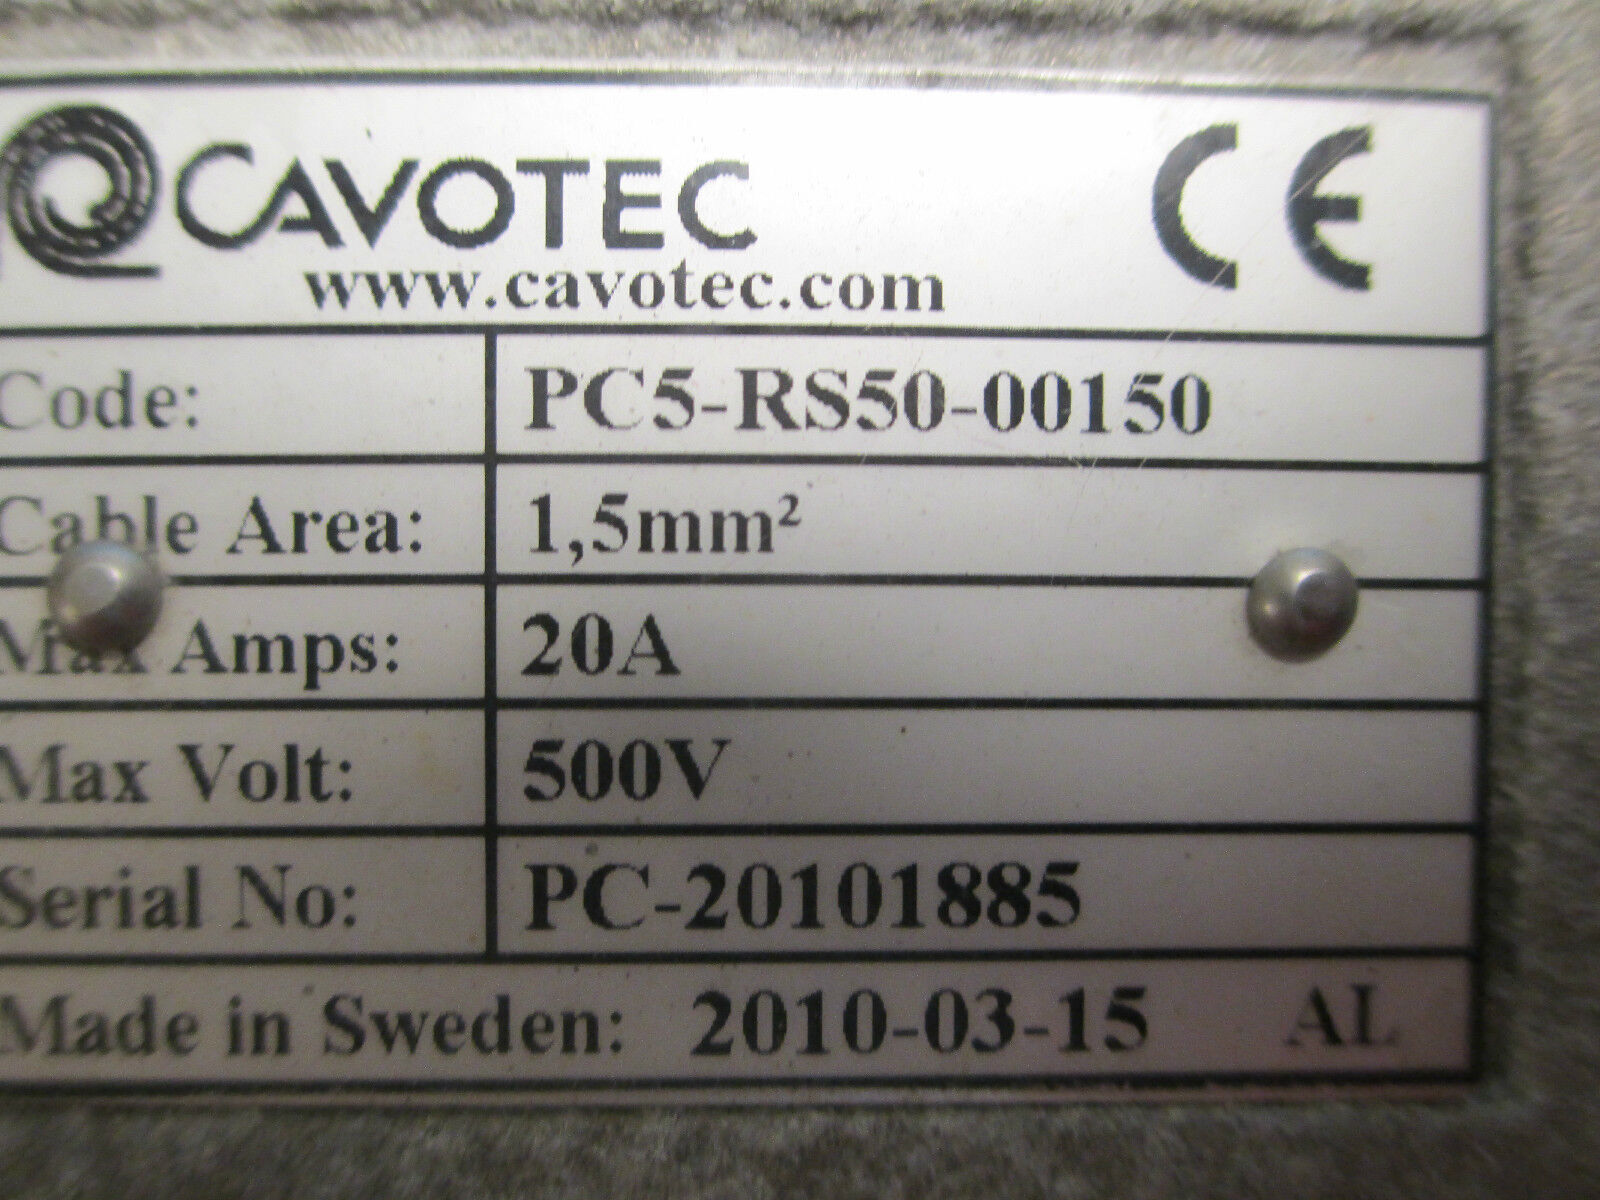 CAVOTEC CE
www.cavotec.com
Code: PC5-RS50-00150
Cable Area: 1,5mm²
Max Amps: 20A
Max Volt: 500V
Serial No: PC-20101885
Made in Sweden: 2010-03-15 AL